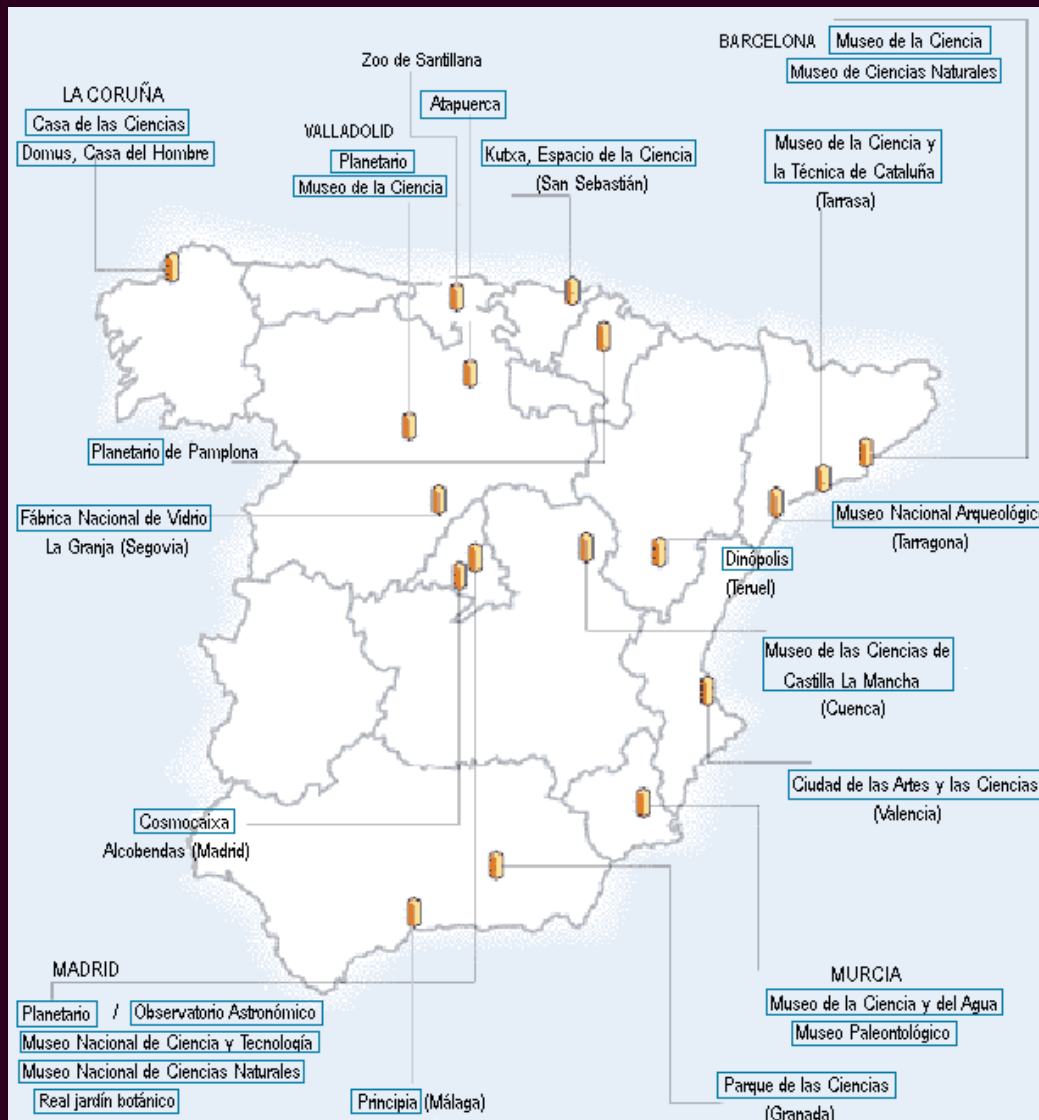 BARCELONA Museo de la Ciencia
Museo de Ciencias Naturales
Zoo de Santillana
Atapuerca
LA CORUÑA
Casa de las Ciencias
Domus, Casa del Hombre
VALLADOLID
Planetario
Museo de la Ciencia
Kutxa, Espacio de la Ciencia
(San Sebastián)
Museo de la Ciencia y
la Técnica de Cataluña
(Tarrasa)
Planetario de Pamplona
Fábrica Nacional de Vidrio
La Granja (Segovia)
Museo Nacional Arqueológico
(Tarragona)
Dinópolis
(Teruel)
Museo de las Ciencias de
Castilla La Mancha
(Cuenca)
Ciudad de las Artes y las Ciencias
(Valencia)
Cosmocaixa
Alcobendas (Madrid)
MADRID
Planetario / Observatorio Astronómico
Museo Nacional de Ciencia y Tecnología
Museo Nacional de Ciencias Naturales
Real jardín botánico
Principia (Málaga)
MURCIA
Museo de la Ciencia y del Agua
Museo Paleontológico
Parque de las Ciencias
(Granada)